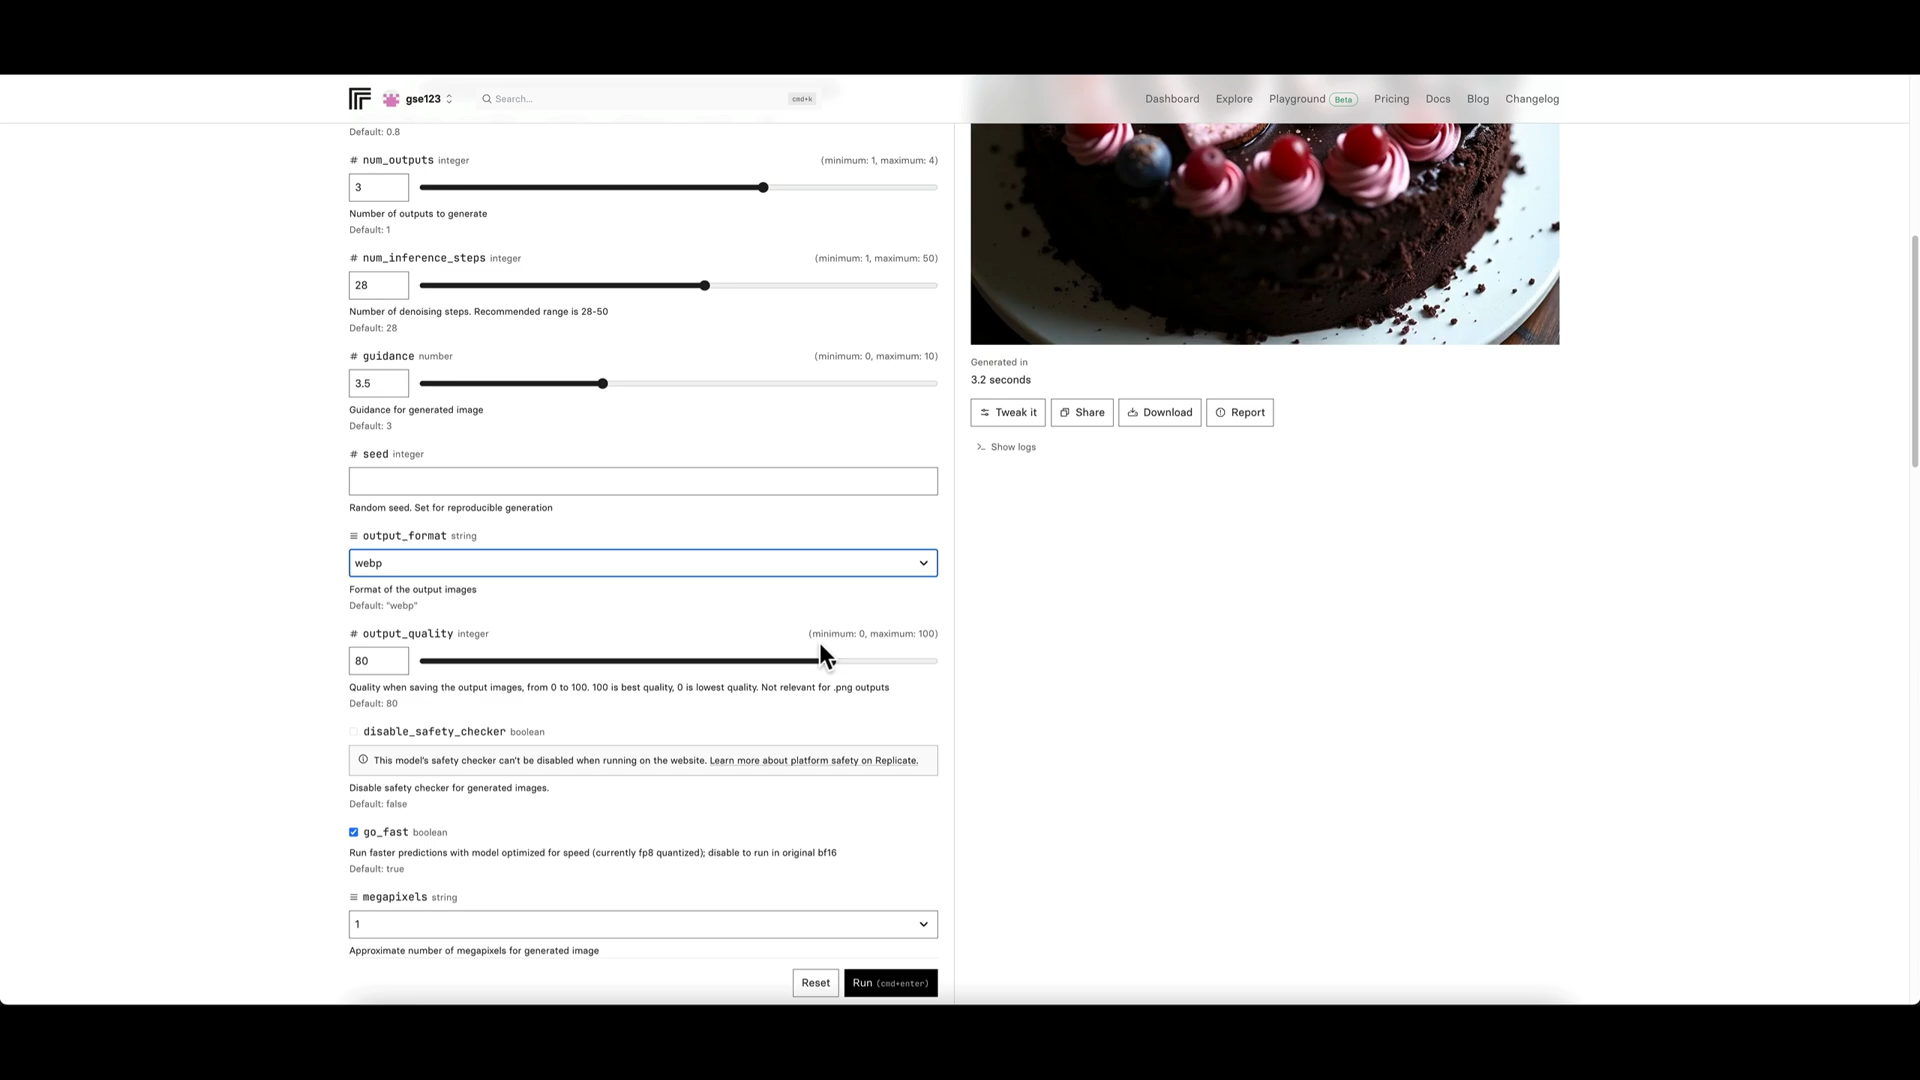 gse123
Search...
cmd+k
Dashboard
Explore
Playground
Beta
Pricing
Docs
Blog
Changelog
Default: 0.8
# num_outputs integer
(minimum: 1, maximum: 4)
3
Number of outputs to generate
Default: 1
# num_inference_steps integer
(minimum: 1, maximum: 50)
28
Number of denoising steps. Recommended range is 28-50
Default: 28
# guidance number
(minimum: 0, maximum: 10)
3.5
Guidance for generated image
Default: 3
# seed integer
Random seed. Set for reproducible generation
output_format string
webp
Format of the output images
Default: "webp"
# output_quality integer
(minimum: 0, maximum: 100)
80
Quality when saving the output images, from 0 to 100. 100 is best quality, 0 is lowest quality. Not relevant for .png outputs
Default: 80
disable_safety_checker boolean
This model's safety checker can't be disabled when running on the website. Learn more about platform safety on Replicate.
Disable safety checker for generated images.
Default: false
go_fast boolean
Run faster predictions with model optimized for speed (currently fp8 quantized); disable to run in original bf16
Default: true
megapixels string
1
Approximate number of megapixels for generated image
Reset
Run (cmd+enter)
Generated in
3.2 seconds
Tweak it
Share
Download
Report
>_ Show logs